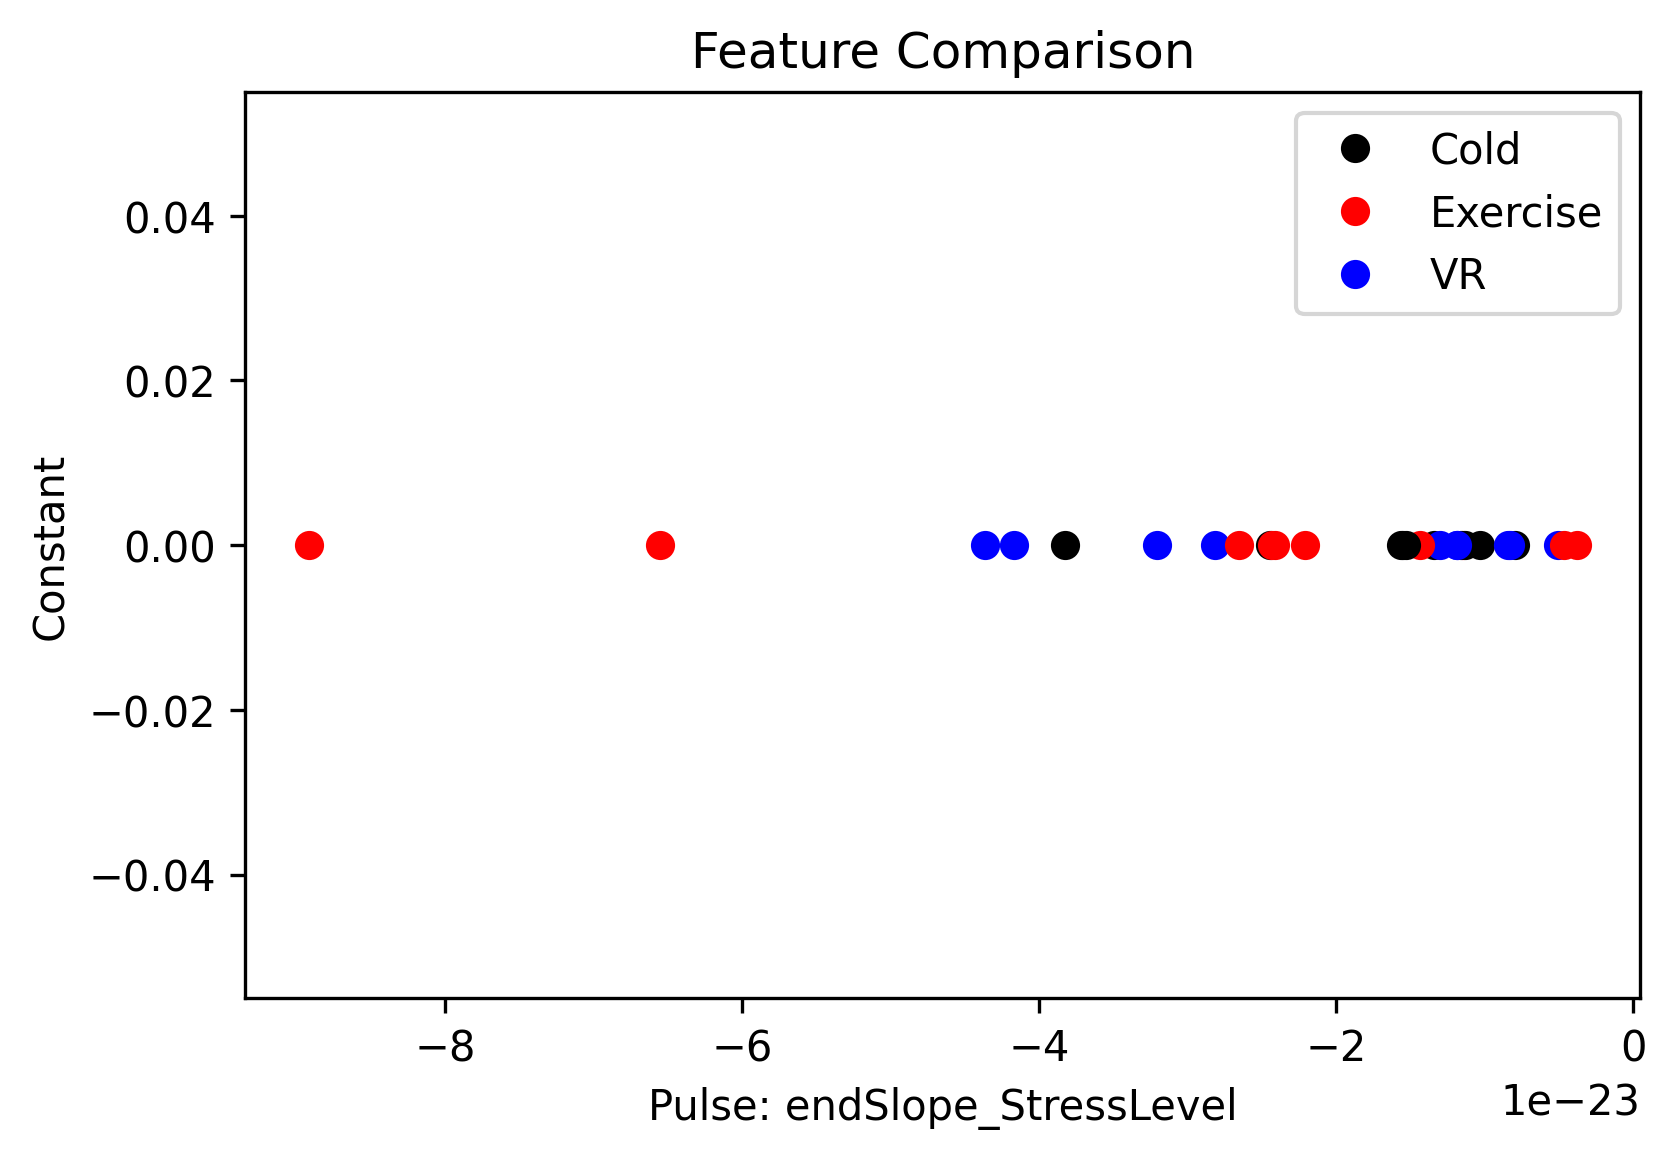 Feature Comparison
Cold
Exercise
VR
0.04
0.02
0.00
−0.02
−0.04
Constant
−8 −6 −4 −2 0
1e−23
Pulse: endSlope_StressLevel